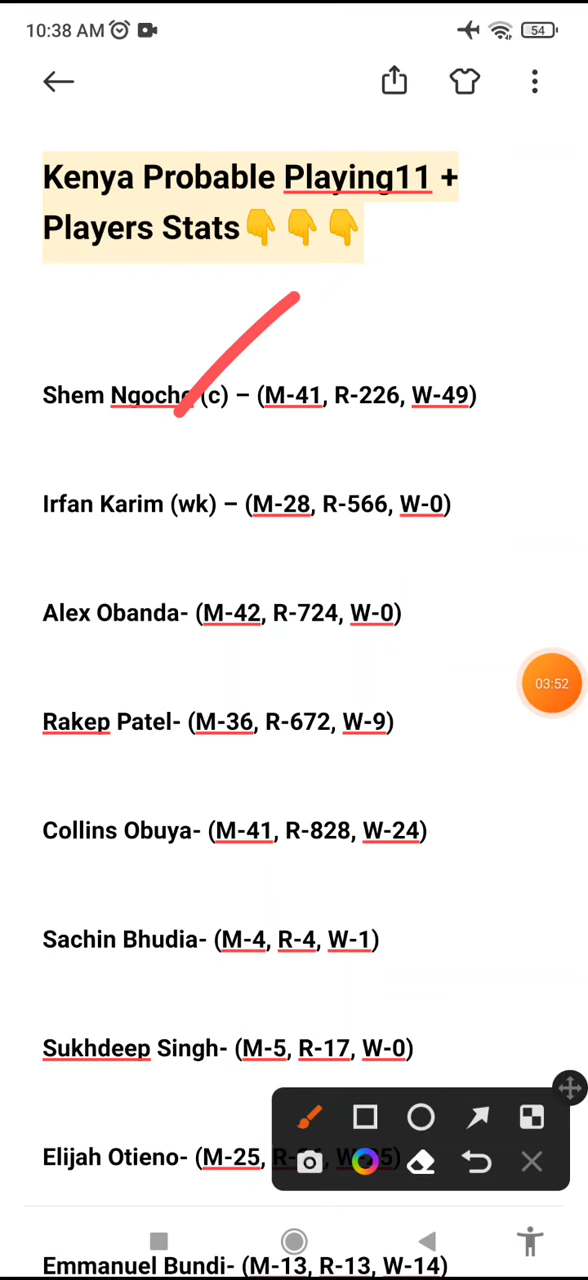 10:38 AM
54
Kenya Probable Playing11 +
Players Stats👇👇👇
Shem Ngoche (c) – (M-41, R-226, W-49)
Irfan Karim (wk) – (M-28, R-566, W-0)
Alex Obanda- (M-42, R-724, W-0)
03:52
Rakep Patel- (M-36, R-672, W-9)
Collins Obuya- (M-41, R-828, W-24)
Sachin Bhudia- (M-4, R-4, W-1)
Sukhdeep Singh- (M-5, R-17, W-0)
Elijah Otieno- (M-25,
Emmanuel Bundi- (M-13, R-13, W-14)